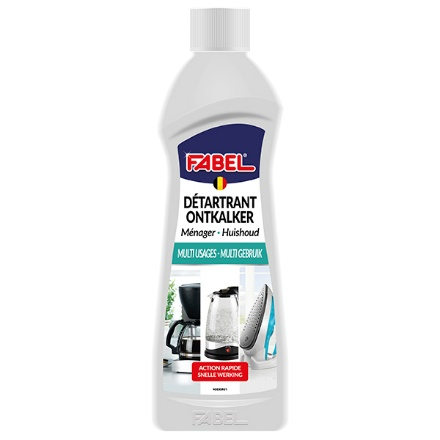 FABEL
DÉTARTRANT
ONTKALKER
Ménager - Huishoud
MULTI USAGES - MULTI GEBRUIK
ACTION RAPIDE
SNELLE WERKING
FABEL